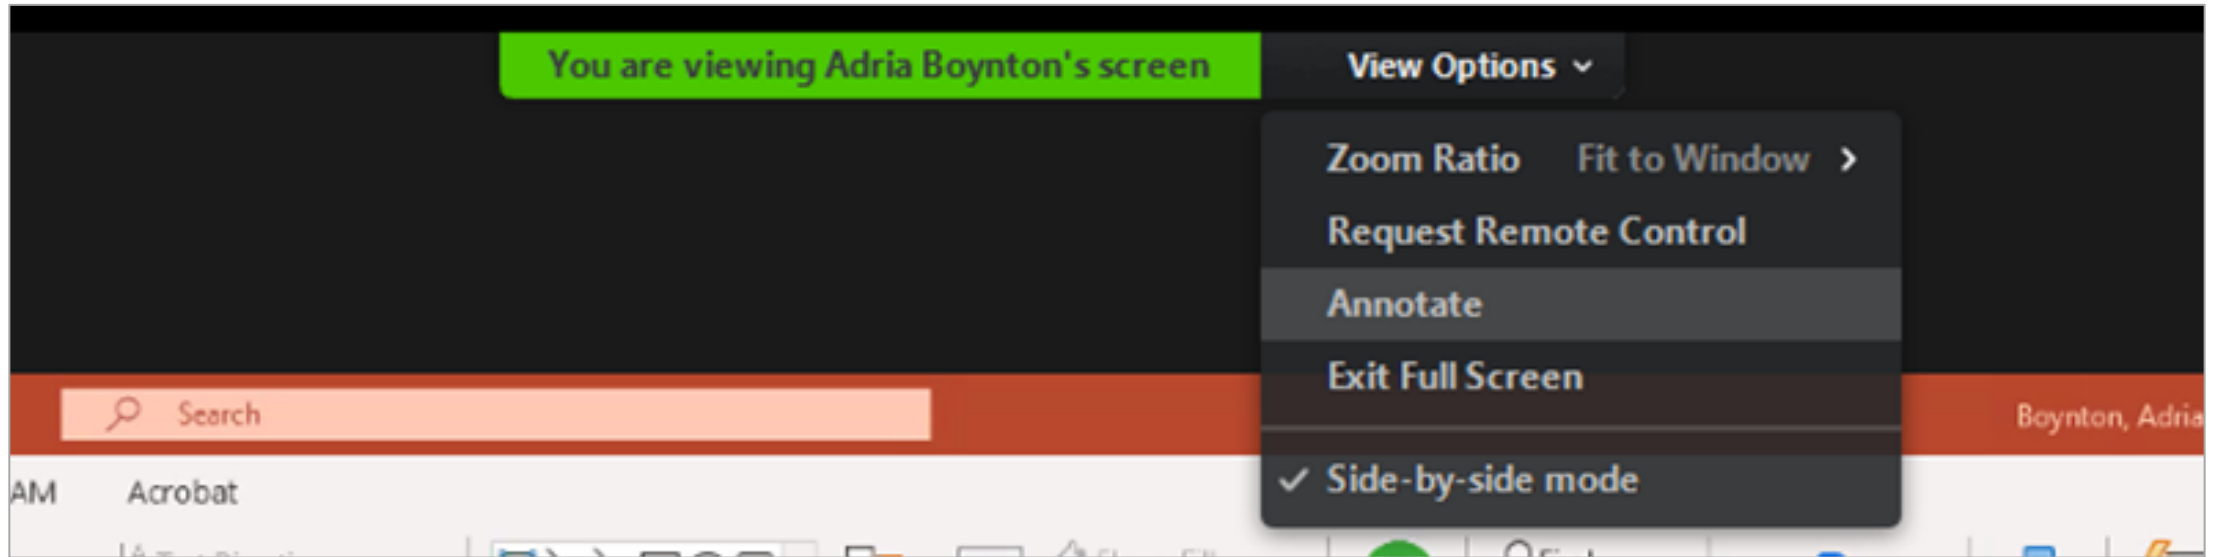 You are viewing Adria Boynton's screen
View Options
Zoom Ratio Fit to Window
Request Remote Control
Annotate
Exit Full Screen
Search
Boynton, Adria
Side-by-side mode
AM Acrobat